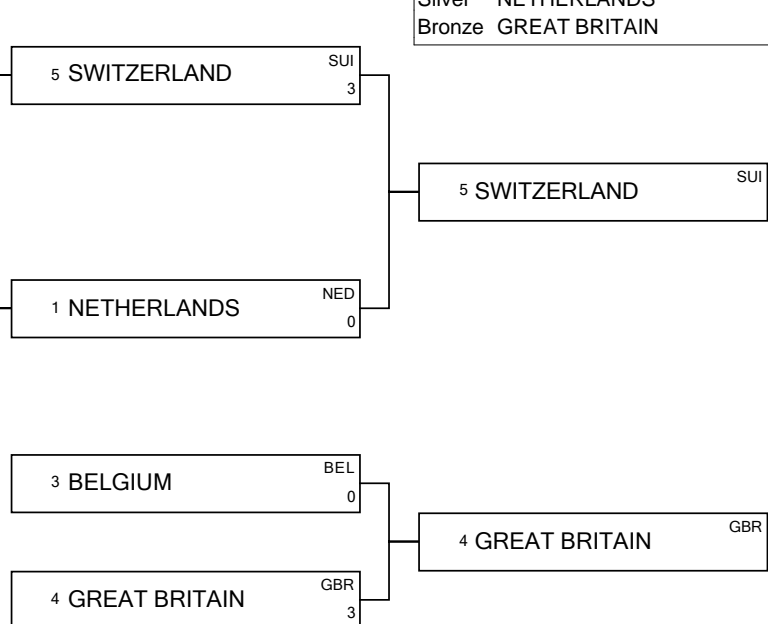 Silver NETHERLANDS
Bronze GREAT BRITAIN
5 SWITZERLAND SUI
3
5 SWITZERLAND SUI
1 NETHERLANDS NED
0
3 BELGIUM BEL
0
4 GREAT BRITAIN GBR
4 GREAT BRITAIN GBR
3